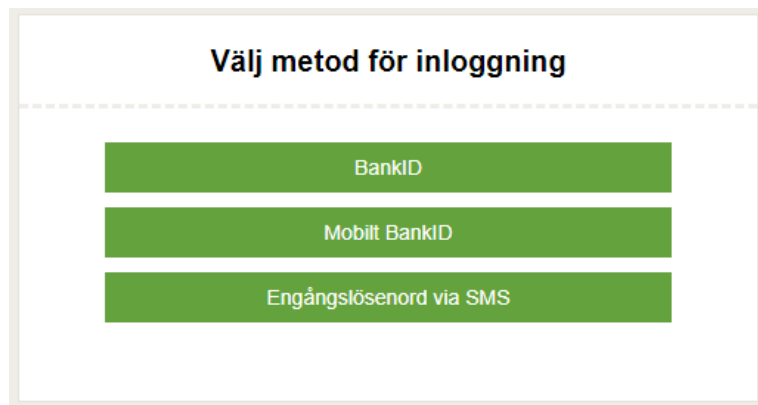 Välj metod för inloggning
BankID
Mobilt BankID
Engångslösenord via SMS